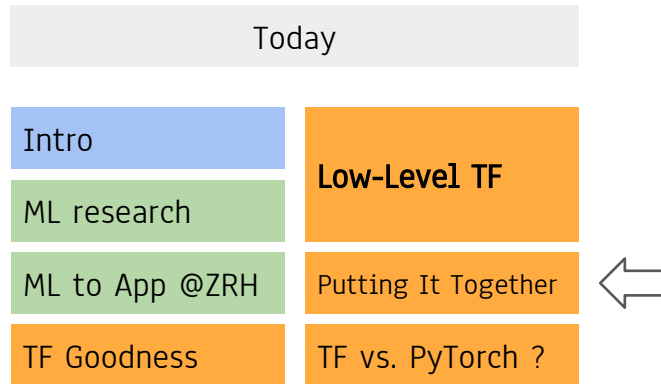 Today
Intro
ML research
ML to App @ZRH
TF Goodness
Low-Level TF
Putting It Together
TF vs. PyTorch ?